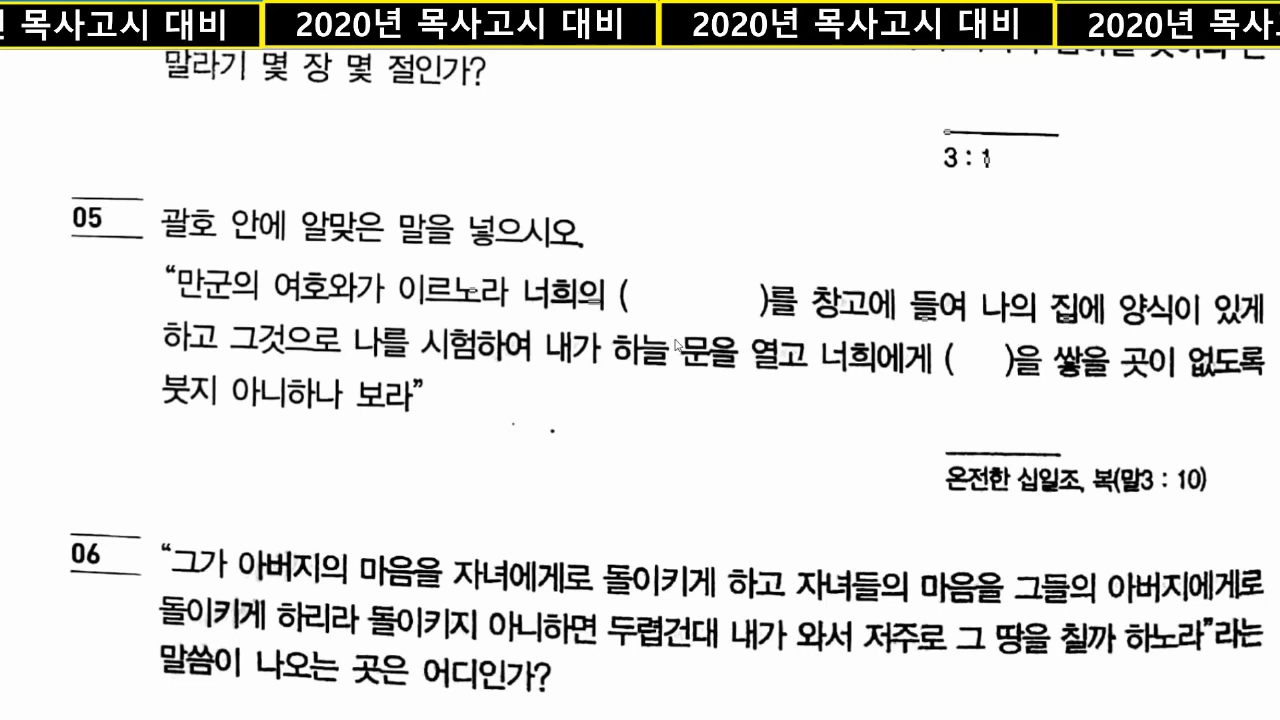 년 목사고시 대비 2020년 목사고시 대비 2020년 목사고시 대비 2020년 목사
말라기 몇 장 몇 절인가?
3 : 1
05 괄호 안에 알맞은 말을 넣으시오.
“만군의 여호와가 이르노라 너희의 ( )를 창고에 들여 나의 집에 양식이 있게
하고 그것으로 나를 시험하여 내가 하늘 문을 열고 너희에게 ( )을 쌓을 곳이 없도록
붓지 아니하나 보라”
온전한 십일조, 복(말3 : 10)
06 “그가 아버지의 마음을 자녀에게로 돌이키게 하고 자녀들의 마음을 그들의 아버지에게로
돌이키게 하리라 돌이키지 아니하면 두렵건대 내가 와서 저주로 그 땅을 칠까 하노라”라는
말씀이 나오는 곳은 어디인가?